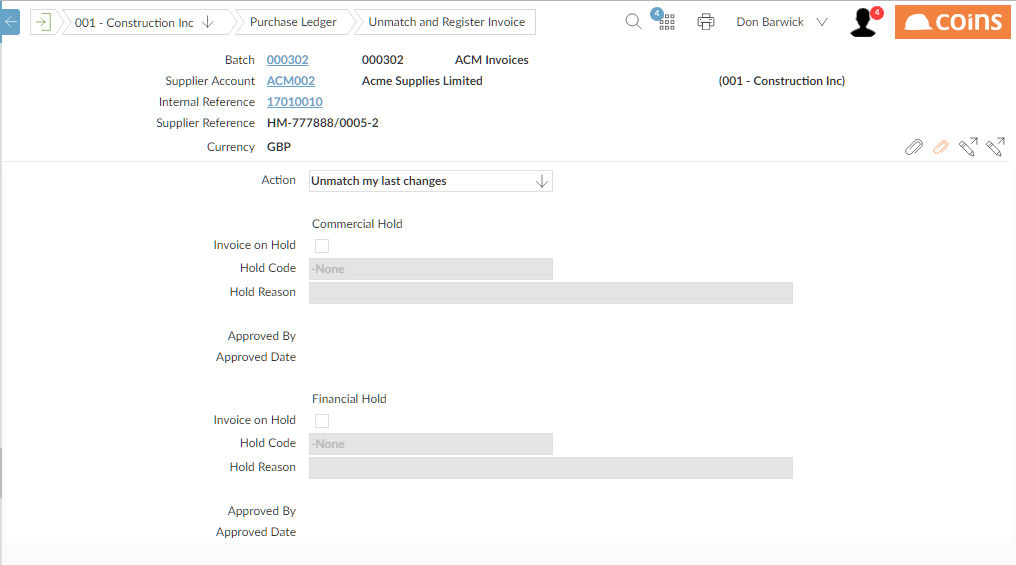 001 - Construction Inc
Purchase Ledger
Unmatch and Register Invoice
4
Don Barwick
4
coins
Batch 000302 000302 ACM Invoices
Supplier Account ACM002 Acme Supplies Limited (001 - Construction Inc)
Internal Reference 17010010
Supplier Reference HM-777888/0005-2
Currency GBP
Action Unmatch my last changes
Commercial Hold
Invoice on Hold
Hold Code -None
Hold Reason
Approved By
Approved Date
Financial Hold
Invoice on Hold
Hold Code -None
Hold Reason
Approved By
Approved Date